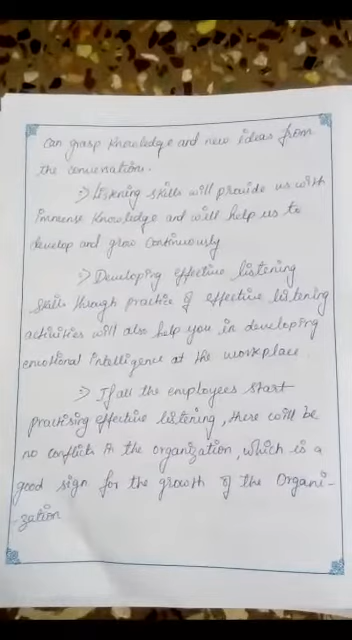 can grasp knowledge and new ideas from
the conversations.
:) Listening skills will provide us with
immense knowledge and will help us to
develop and grow continuously
:) Developing effective listening
skills through practice of effective listening
activities will also help you in developing
emotional intelligence at the workplace.
:) If all the employees start
practising effective listening, there will be
no conflicts in the organization, which is a
good sign for the growth of the Organi-
-zation